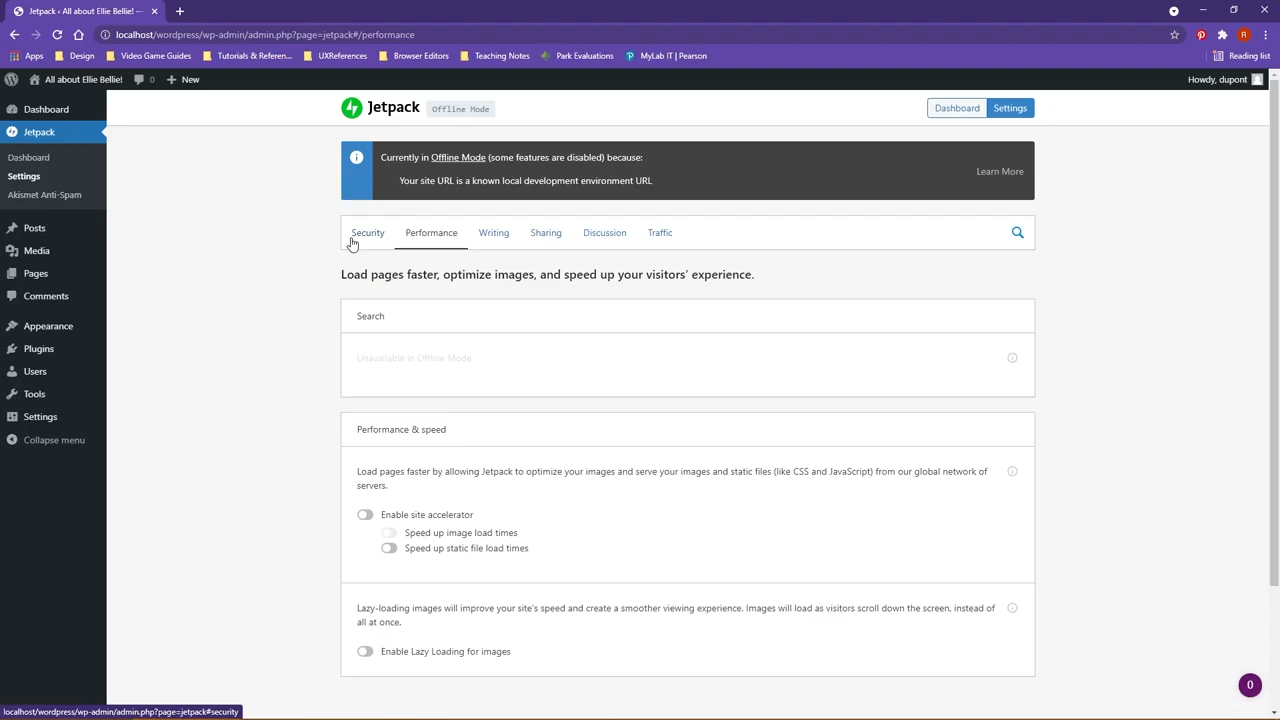 Jetpack ‹ All about Ellie Bellie! —
localhost/wordpress/wp-admin/admin.php?page=jetpack#/performance
Apps Design Video Game Guides Tutorials & Referen... UXReferences Browser Editors Teaching Notes Park Evaluations MyLab IT | Pearson Reading list
All about Ellie Bellie! 0 New Howdy, dupont
Dashboard
Jetpack
Dashboard
Settings
Akismet Anti-Spam
Posts
Media
Pages
Comments
Appearance
Plugins
Users
Tools
Settings
Collapse menu
Jetpack Offline Mode Dashboard Settings
Currently in Offline Mode (some features are disabled) because:
Your site URL is a known local development environment URL
Learn More
Security Performance Writing Sharing Discussion Traffic
Load pages faster, optimize images, and speed up your visitors' experience.
Search
Unavailable in Offline Mode
Performance & speed
Load pages faster by allowing Jetpack to optimize your images and serve your images and static files (like CSS and JavaScript) from our global network of
servers.
Enable site accelerator
Speed up image load times
Speed up static file load times
Lazy-loading images will improve your site's speed and create a smoother viewing experience. Images will load as visitors scroll down the screen, instead of
all at once.
Enable Lazy Loading for images
0
localhost/wordpress/wp-admin/admin.php?page=jetpack#security